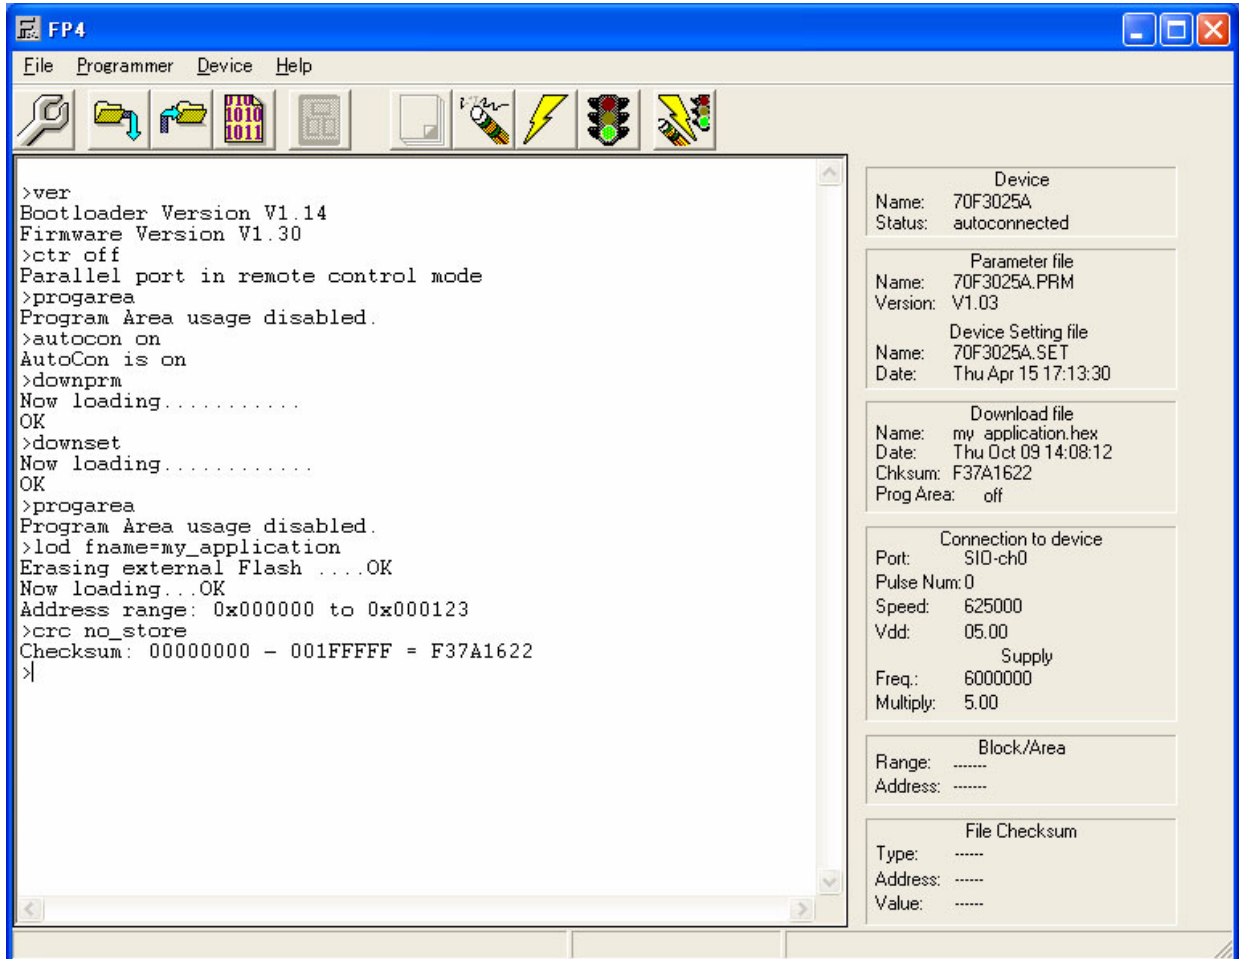 FP4
File Programmer Device Help
010
1010
1011
>ver
Bootloader Version V1.14
Firmware Version V1.30
>ctr off
Parallel port in remote control mode
>progarea
Program Area usage disabled.
>autocon on
AutoCon is on
>downprm
Now loading...........
OK
>downset
Now loading............
OK
>progarea
Program Area usage disabled.
>lod fname=my_application
Erasing external Flash ....OK
Now loading...OK
Address range: 0x000000 to 0x000123
>crc no_store
Checksum: 00000000 – 001FFFFF = F37A1622
>
Device
Name: 70F3025A
Status: autoconnected
Parameter file
Name: 70F3025A.PRM
Version: V1.03
Device Setting file
Name: 70F3025A.SET
Date: Thu Apr 15 17:13:30
Download file
Name: my_application.hex
Date: Thu Oct 09 14:08:12
Chksum: F37A1622
Prog Area: off
Connection to device
Port: SIO-ch0
Pulse Num: 0
Speed: 625000
Vdd: 05.00
Supply
Freq.: 6000000
Multiply: 5.00
Block/Area
Range: -------
Address: -------
File Checksum
Type: ------
Address: ------
Value: ------